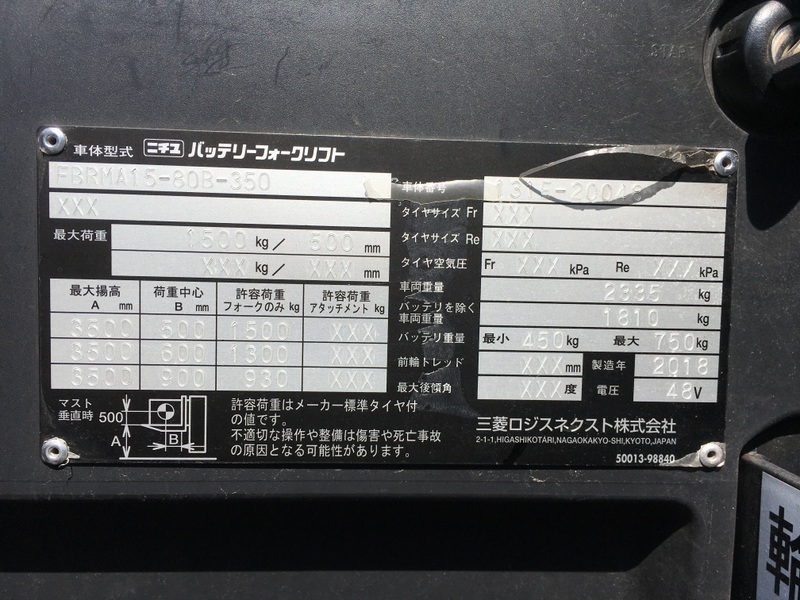 車体型式 ニチユ バッテリーフォークリフト
FBRMA15-80B-350
XXX
最大荷重 1500 kg / 500 mm
XXX kg / XXX mm
最大揚高 A mm 荷重中心 B mm 許容荷重 フォークのみ kg 許容荷重 アタッチメント kg
3500 1500 XXX
3500 600 1300 XXX
3500 900 930 XXX
マスト垂直時 500 A B
許容荷重はメーカー標準タイヤ付
の値です。
不適切な操作や整備は傷害や死亡事故
の原因となる可能性があります。
車体番号
タイヤサイズ Fr XXX
タイヤサイズ Re XXX
タイヤ空気圧 Fr XXX kPa Re XXX kPa
車両重量 2335 kg
バッテリを除く
車両重量 1810 kg
バッテリ重量 最小 450kg 最大 750kg
前輪トレッド XXX mm 製造年 2018
最大後傾角 XXX 度 電圧 48V
三菱ロジスネクスト株式会社
2-1-1,HIGASHIKOTARI,NAGAOKAKYO-SHI,KYOTO,JAPAN
50013-98840
輪